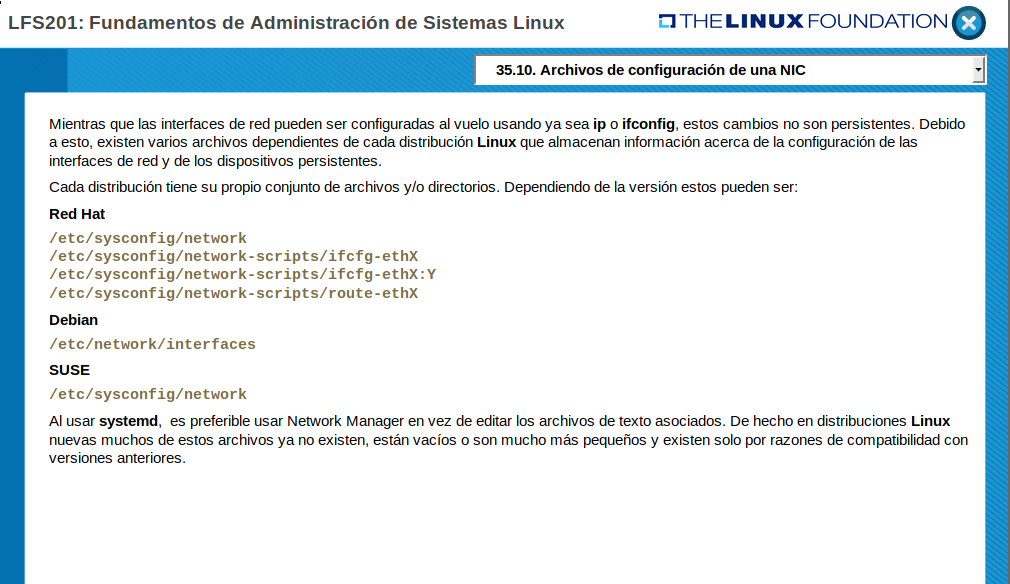 LFS201: Fundamentos de Administración de Sistemas Linux
THE LINUX FOUNDATION
35.10. Archivos de configuración de una NIC
Mientras que las interfaces de red pueden ser configuradas al vuelo usando ya sea ip o ifconfig, estos cambios no son persistentes. Debido
a esto, existen varios archivos dependientes de cada distribución Linux que almacenan información acerca de la configuración de las
interfaces de red y de los dispositivos persistentes.
Cada distribución tiene su propio conjunto de archivos y/o directorios. Dependiendo de la versión estos pueden ser:
Red Hat
/etc/sysconfig/network
/etc/sysconfig/network-scripts/ifcfg-ethX
/etc/sysconfig/network-scripts/ifcfg-ethX:Y
/etc/sysconfig/network-scripts/route-ethX
Debian
/etc/network/interfaces
SUSE
/etc/sysconfig/network
Al usar systemd,  es preferible usar Network Manager en vez de editar los archivos de texto asociados. De hecho en distribuciones Linux
nuevas muchos de estos archivos ya no existen, están vacíos o son mucho más pequeños y existen solo por razones de compatibilidad con
versiones anteriores.